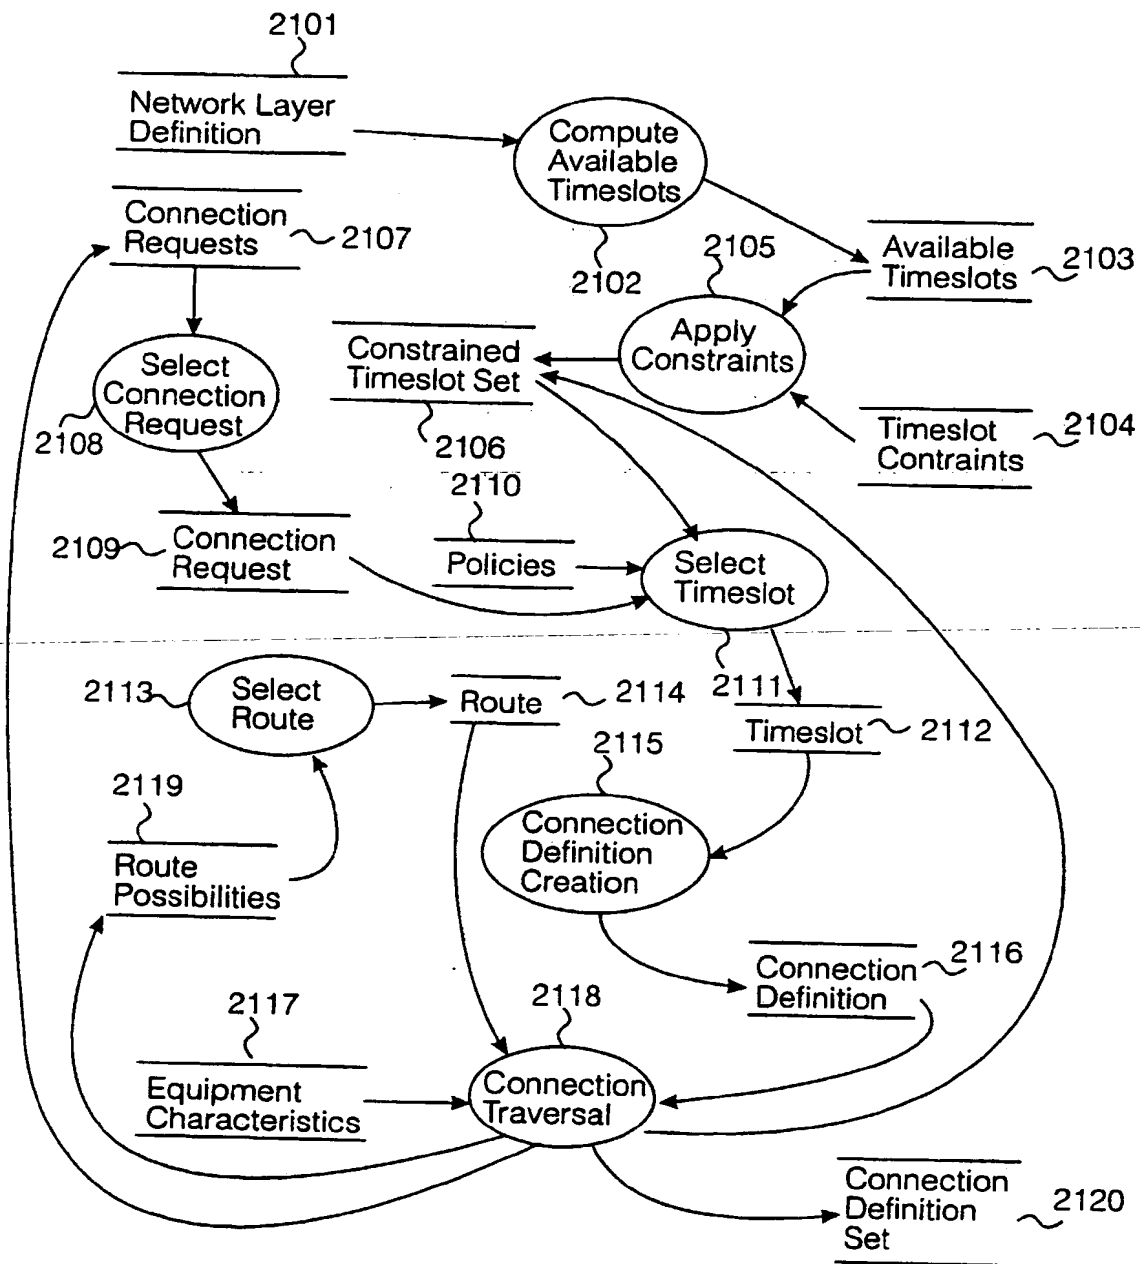 2101
Network Layer
Definition
Compute
Available
Timeslots
2102
Connection
Requests
2107
2105
Available
Timeslots
2103
Apply
Constraints
Constrained
Timeslot Set
2106
Select
Connection
Request
2108
Timeslot
Contraints
2104
2110
2109
Connection
Request
Policies
Select
Timeslot
2111
2113
Select
Route
Route
2114
Timeslot
2112
2115
2119
Connection
Definition
Creation
Route
Possibilities
Connection
Definition
2116
2117
2118
Equipment
Characteristics
Connection
Traversal
Connection
Definition
Set
2120